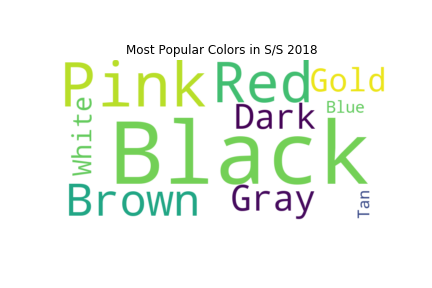 Most Popular Colors in S/S 2018
Pink
Red
Gold
White
Dark
Blue
Black
Brown
Gray
Tan